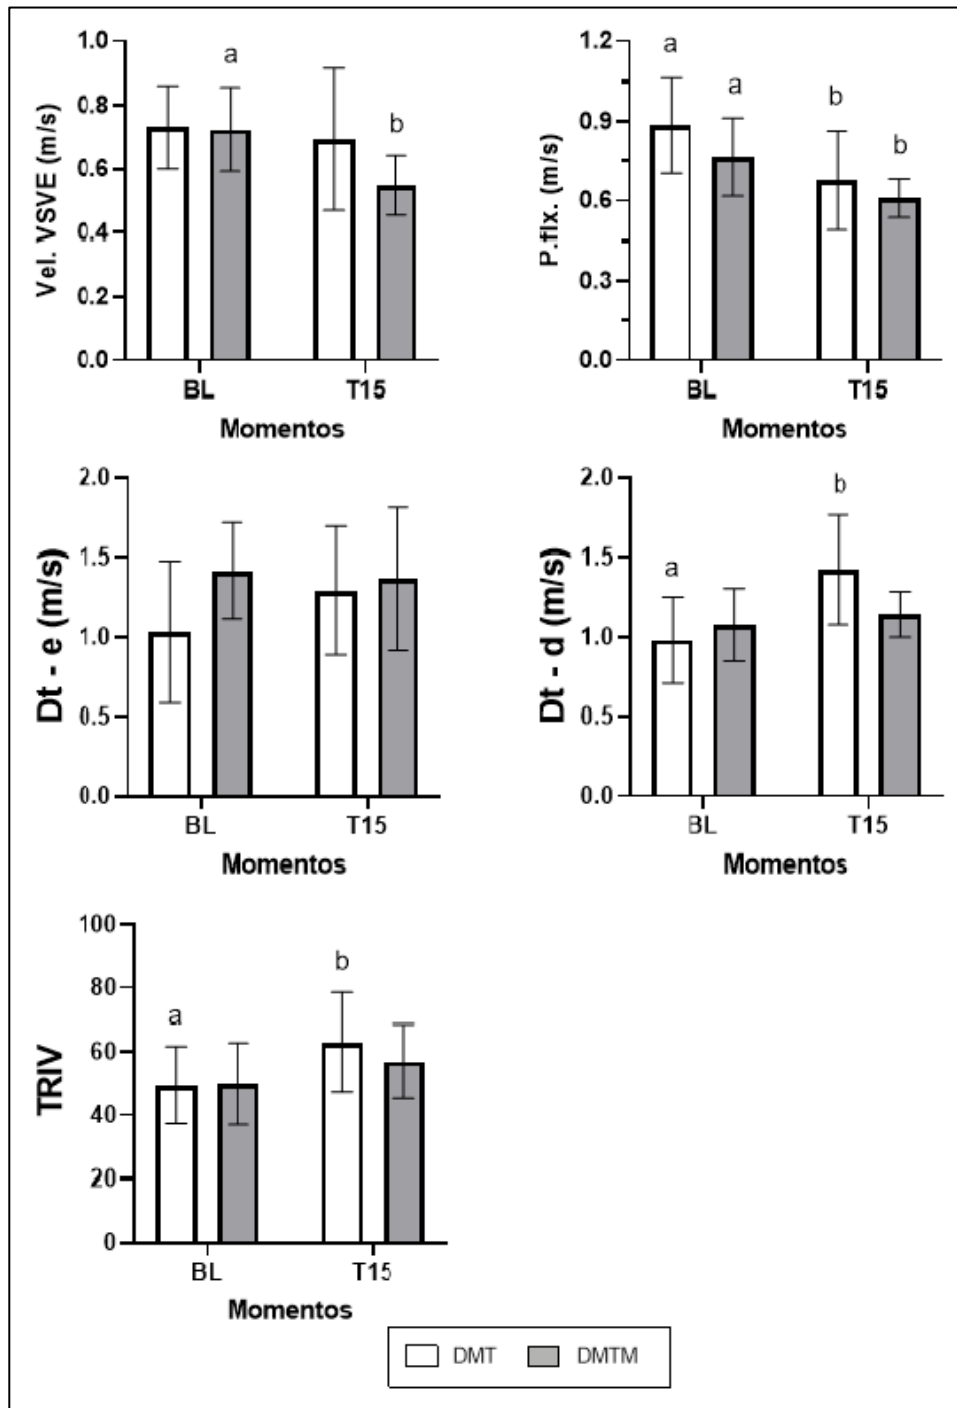 Vel. VSVE (m/s)
1.0
0.8
0.6
0.4
0.2
0.0
a
b
BL T15
Momentos
P.flx. (m/s)
1.2
0.9
0.6
0.3
0.0
a
a
b
b
BL T15
Momentos
Dt - e (m/s)
2.0
1.5
1.0
0.5
0.0
BL T15
Momentos
Dt - d (m/s)
2.0
1.5
1.0
0.5
0.0
a
b
BL T15
Momentos
TRIV
100
80
60
40
20
0
a
b
BL T15
Momentos
DMT DMTM